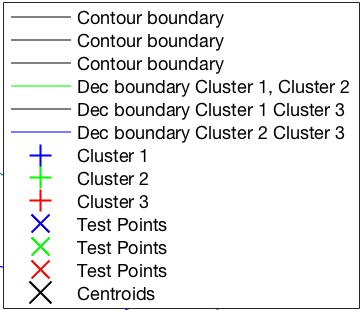 Contour boundary
Contour boundary
Contour boundary
Dec boundary Cluster 1, Cluster 2
Dec boundary Cluster 1 Cluster 3
Dec boundary Cluster 2 Cluster 3
Cluster 1
Cluster 2
Cluster 3
Test Points
Test Points
Test Points
Centroids